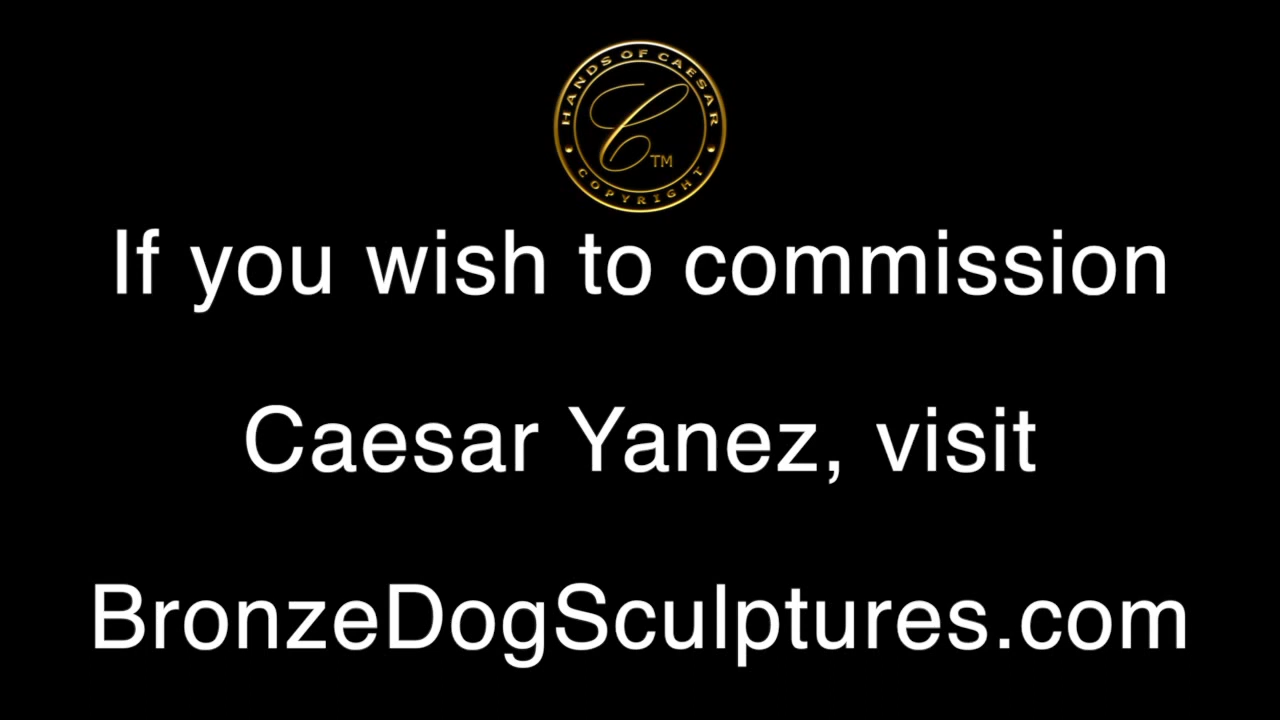 HANDS OF CAESAR
C TM
COPYRIGHT
If you wish to commission
Caesar Yanez, visit
BronzeDogSculptures.com